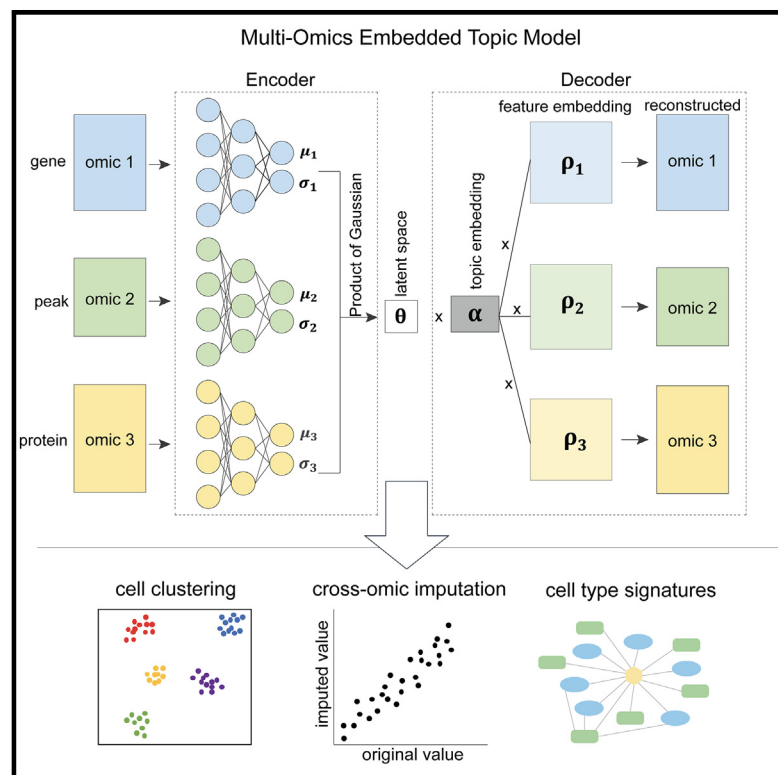 Multi-Omics Embedded Topic Model
Encoder
Decoder
feature embedding
reconstructed
gene
omic 1
μ₁
σ₁
ρ₁
omic 1
Product of Gaussian
latent space
topic embedding
x
peak
omic 2
μ₂
σ₂
θ
x
α
x
ρ₂
omic 2
x
protein
omic 3
μ₃
σ₃
ρ₃
omic 3
cell clustering
cross-omic imputation
cell type signatures
imputed value
original value